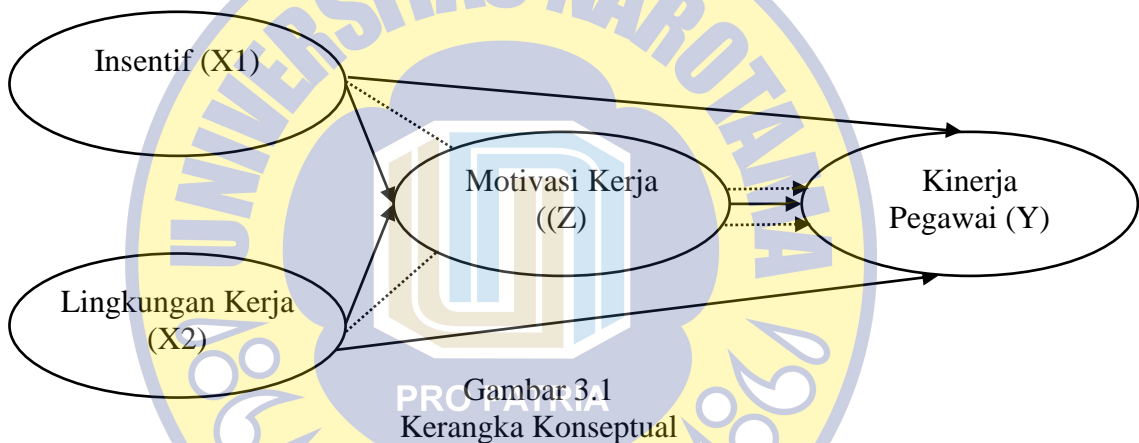 UNIVERSITAS NAROTAMA
Insentif (X1)
Motivasi Kerja
((Z)
Kinerja
Pegawai (Y)
Lingkungan Kerja
(X2)
PRO PATRIA
Gambar 3.1
Kerangka Konseptual